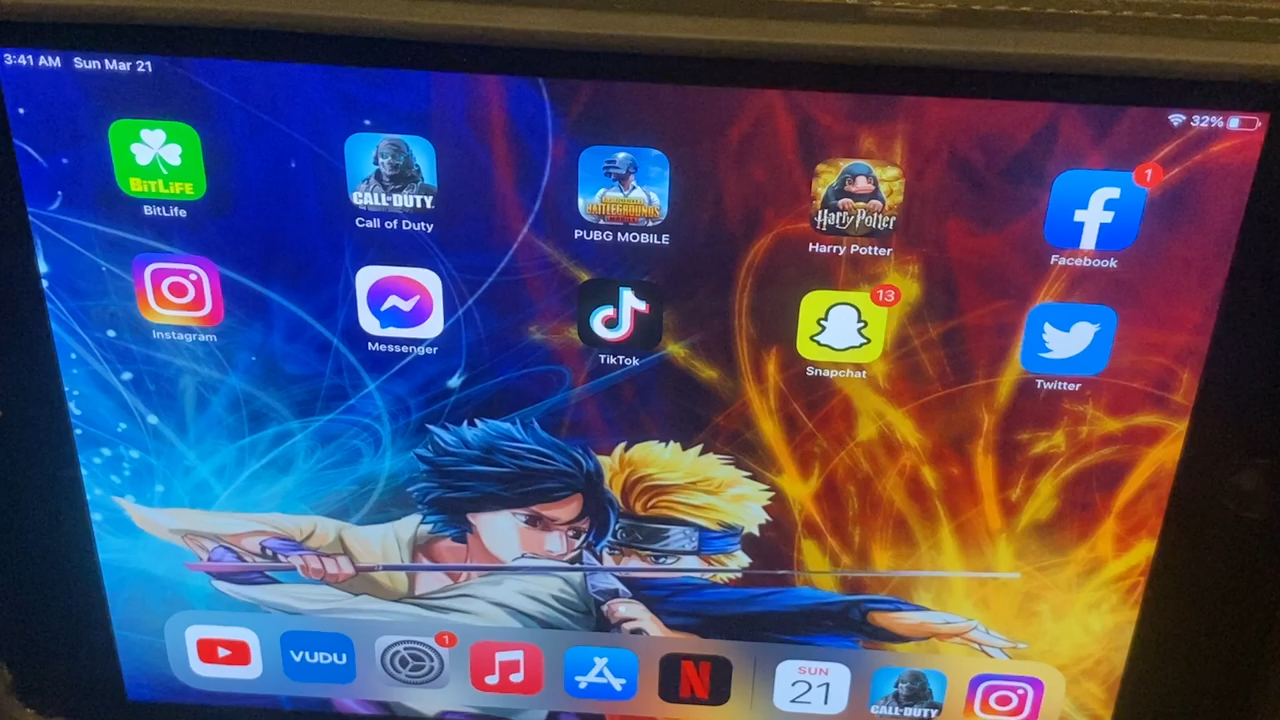 3:41 AM Sun Mar 21
32%
BITLIFE
BitLife
CALL·DUTY
Call of Duty
BATTLEGROUNDS
PUBG MOBILE
Harry Potter
Harry Potter
1
Facebook
Instagram
Messenger
TikTok
13
Snapchat
Twitter
VUDU
1
N
SUN
21
CALL·DUTY